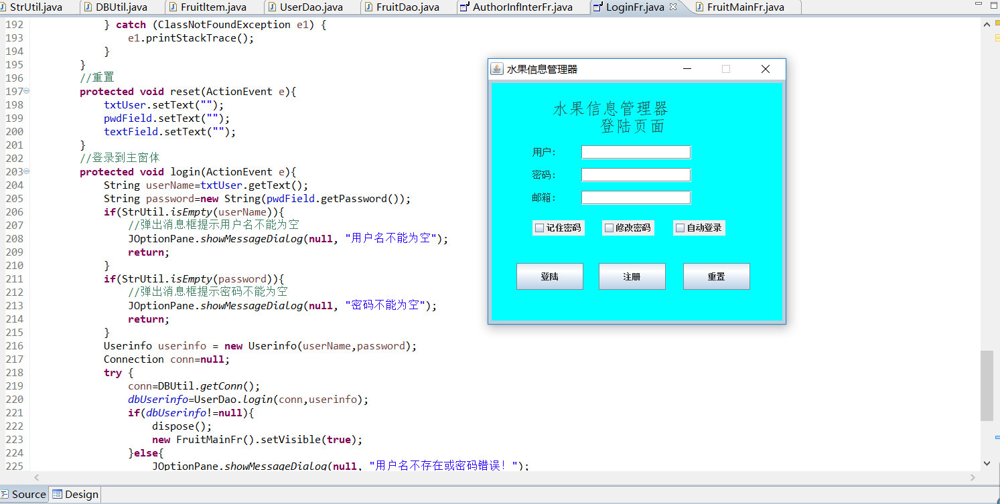 StrUtil.java DBUtil.java FruitItem.java UserDao.java FruitDao.java AuthorInfInterFr.java LoginFr.java FruitMainFr.java
192 } catch (ClassNotFoundException e1) {
193 e1.printStackTrace();
194 }
195 }
196 //重置
197 protected void reset(ActionEvent e){
198 txtUser.setText("");
199 pwdField.setText("");
200 textField.setText("");
201 }
202 //登录到主窗体
203 protected void login(ActionEvent e){
204 String userName=txtUser.getText();
205 String password=new String(pwdField.getPassword());
206 if(StrUtil.isEmpty(userName)){
207 //弹出消息框提示用户名不能为空
208 JOptionPane.showMessageDialog(null, "用户名不能为空");
209 return;
210 }
211 if(StrUtil.isEmpty(password)){
212 //弹出消息框提示密码不能为空
213 JOptionPane.showMessageDialog(null, "密码不能为空");
214 return;
215 }
216 Userinfo userinfo = new Userinfo(userName,password);
217 Connection conn=null;
218 try {
219 conn=DBUtil.getConn();
220 dbUserinfo=UserDao.login(conn,userinfo);
221 if(dbUserinfo!=null){
222 dispose();
223 new FruitMainFr().setVisible(true);
224 }else{
225 JOptionPane.showMessageDialog(null, "用户名不存在或密码错误！");
水果信息管理器
水果信息管理器
登陆页面
用户：
密码：
邮箱：
记住密码 修改密码 自动登录
登陆 注册 重置
Source Design